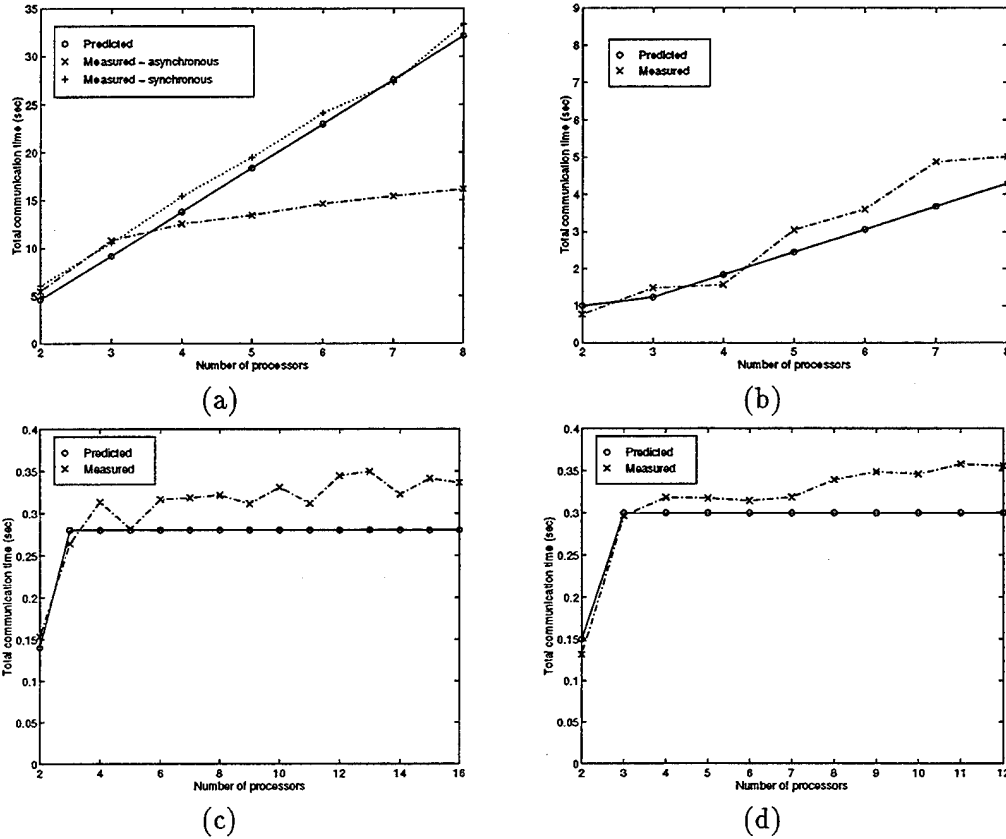 35
30
25
20
15
10
5
0
Total communication time (sec)
Predicted
Measured – asynchronous
Measured – synchronous
2 3 4 5 6 7 8
Number of processors
(a)
9
8
7
6
5
4
3
2
1
0
Total communication time (sec)
Predicted
Measured
2 3 4 5 6 7 8
Number of processors
(b)
0.4
0.35
0.3
0.25
0.2
0.15
0.1
0.05
0
Total communication time (sec)
Predicted
Measured
2 4 6 8 10 12 14 16
Number of processors
(c)
0.4
0.35
0.3
0.25
0.2
0.15
0.1
0.05
0
Total communication time (sec)
Predicted
Measured
2 3 4 5 6 7 8 9 10 11 12
Number of processors
(d)